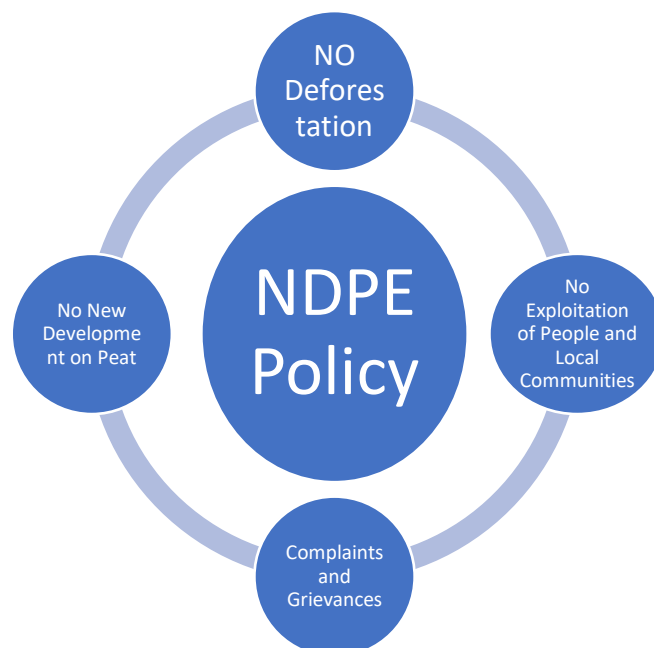 NO
Defores
tation
NDPE
Policy
No
Exploitation
of People and
Local
Communities
Complaints
and
Grievances
No New
Developme
nt on Peat